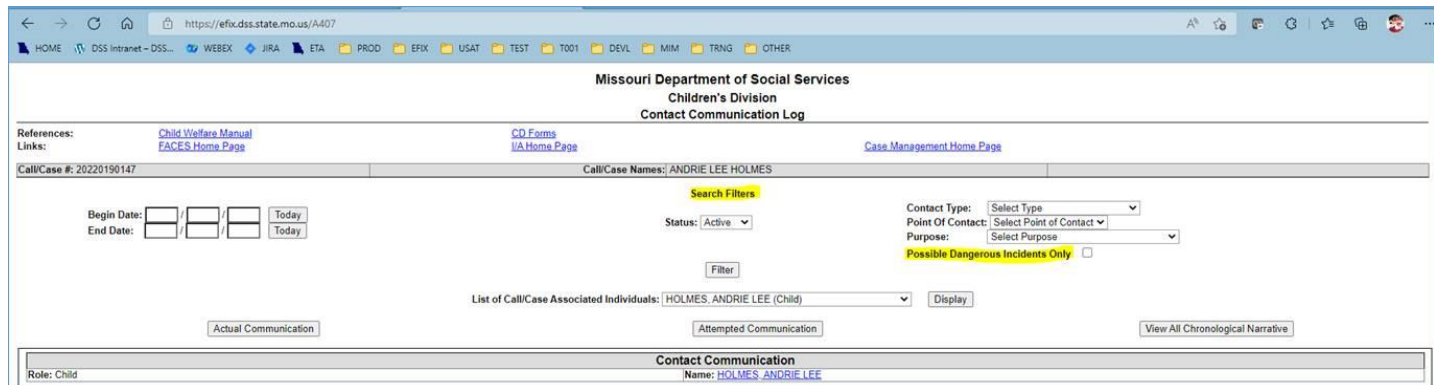 https://efix.dss.state.mo.us/A407
HOME DSS Intranet – DSS... WEBEX JIRA ETA PROD EFIX USAT TEST T001 DEVL MIM TRNG OTHER
Missouri Department of Social Services
Children's Division
Contact Communication Log
References: Child Welfare Manual CD Forms
Links: FACES Home Page I/A Home Page Case Management Home Page
Call/Case #: 20220190147 Call/Case Names: ANDRIE LEE HOLMES
Search Filters
Begin Date: / / Today
End Date: / / Today
Status: Active
Contact Type: Select Type
Point Of Contact: Select Point of Contact
Purpose: Select Purpose
Possible Dangerous Incidents Only
Filter
List of Call/Case Associated Individuals: HOLMES, ANDRIE LEE (Child) Display
Actual Communication Attempted Communication View All Chronological Narrative
Contact Communication
Role: Child Name: HOLMES, ANDRIE LEE